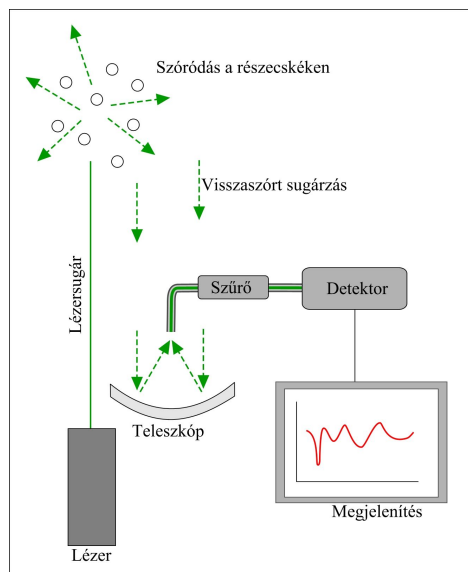 Szóródás a részecskéken
Visszaszórt sugárzás
Lézersugár
Szűrő
Detektor
Teleszkóp
Megjelenítés
Lézer